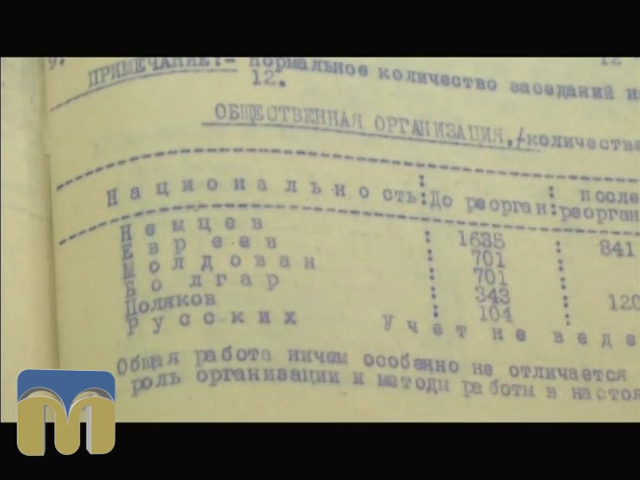 9.
12
ПРИМЕЧАНИЕ:- нормальное количество заседаний
12.
ОБЩЕСТВЕННАЯ ОРГАНИЗАЦИЯ,
Национальность: До реорган: после
реорган
Немцев : 1635 : 841
Евреев : 701
Молдован : 701
Болгар : 343 : 120
Поляков : 104
Русских Учет не веде
Общая работа ничем особенно не отличается
роль организации и методы работы в
М